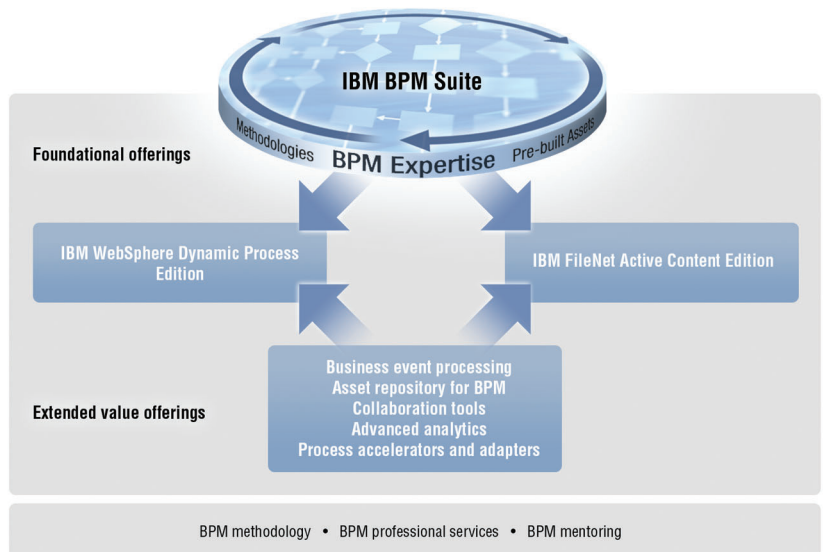 IBM BPM Suite
Methodologies
BPM Expertise
Pre-built Assets
Foundational offerings
IBM WebSphere Dynamic Process
Edition
IBM FileNet Active Content Edition
Business event processing
Asset repository for BPM
Collaboration tools
Advanced analytics
Process accelerators and adapters
Extended value offerings
BPM methodology • BPM professional services • BPM mentoring